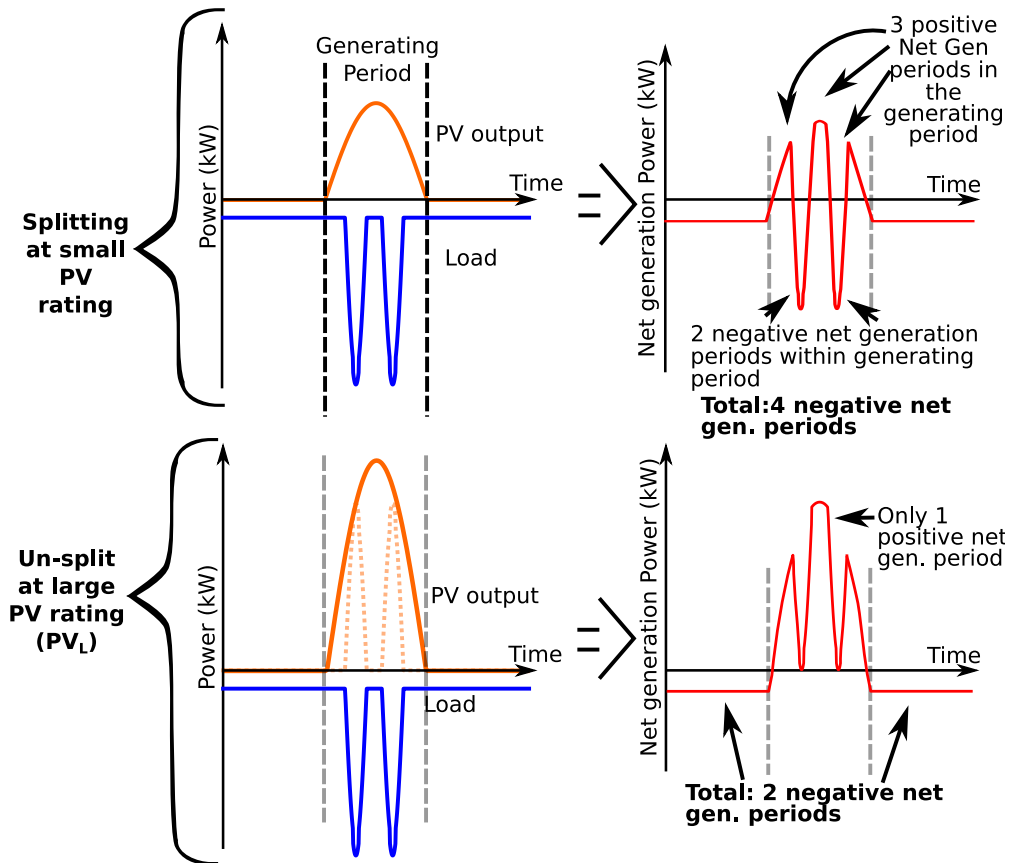 Splitting
at small
PV
rating
Power (kW)
Generating
Period
PV output
Time
Load
Net generation Power (kW)
3 positive
Net Gen
periods in
the
generating
period
Time
2 negative net generation
periods within generating
period
Total:4 negative net
gen. periods
Un-split
at large
PV rating
(PVL)
Power (kW)
PV output
Time
Load
Net generation Power (kW)
Only 1
positive net
gen. period
Time
Total: 2 negative net
gen. periods